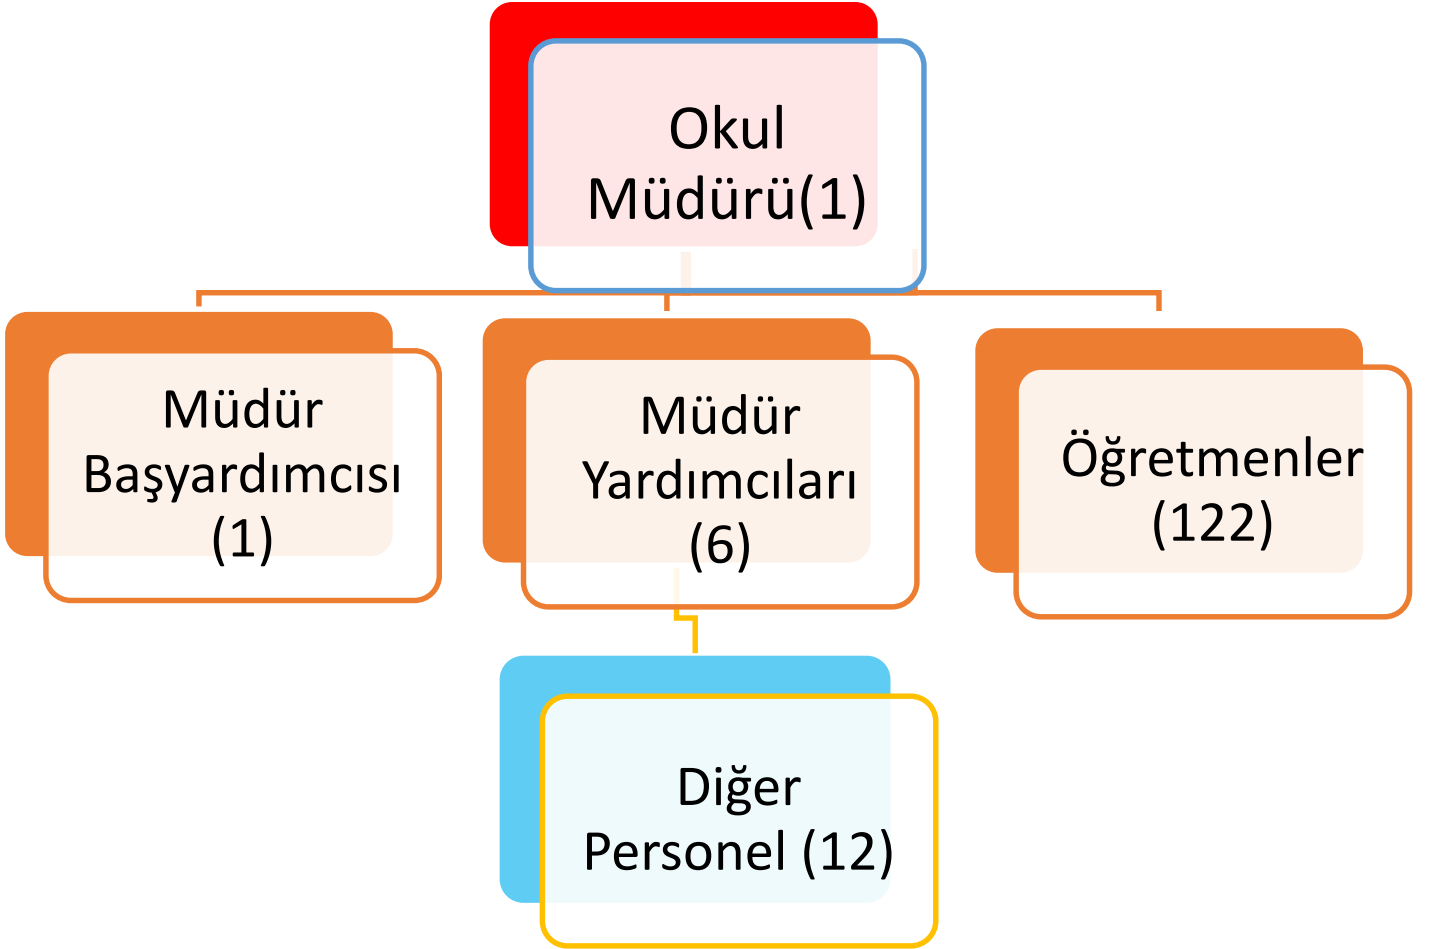 Okul
Müdürü(1)
Müdür
Başyardımcısı
(1)
Müdür
Yardımcıları
(6)
Öğretmenler
(122)
Diğer
Personel (12)